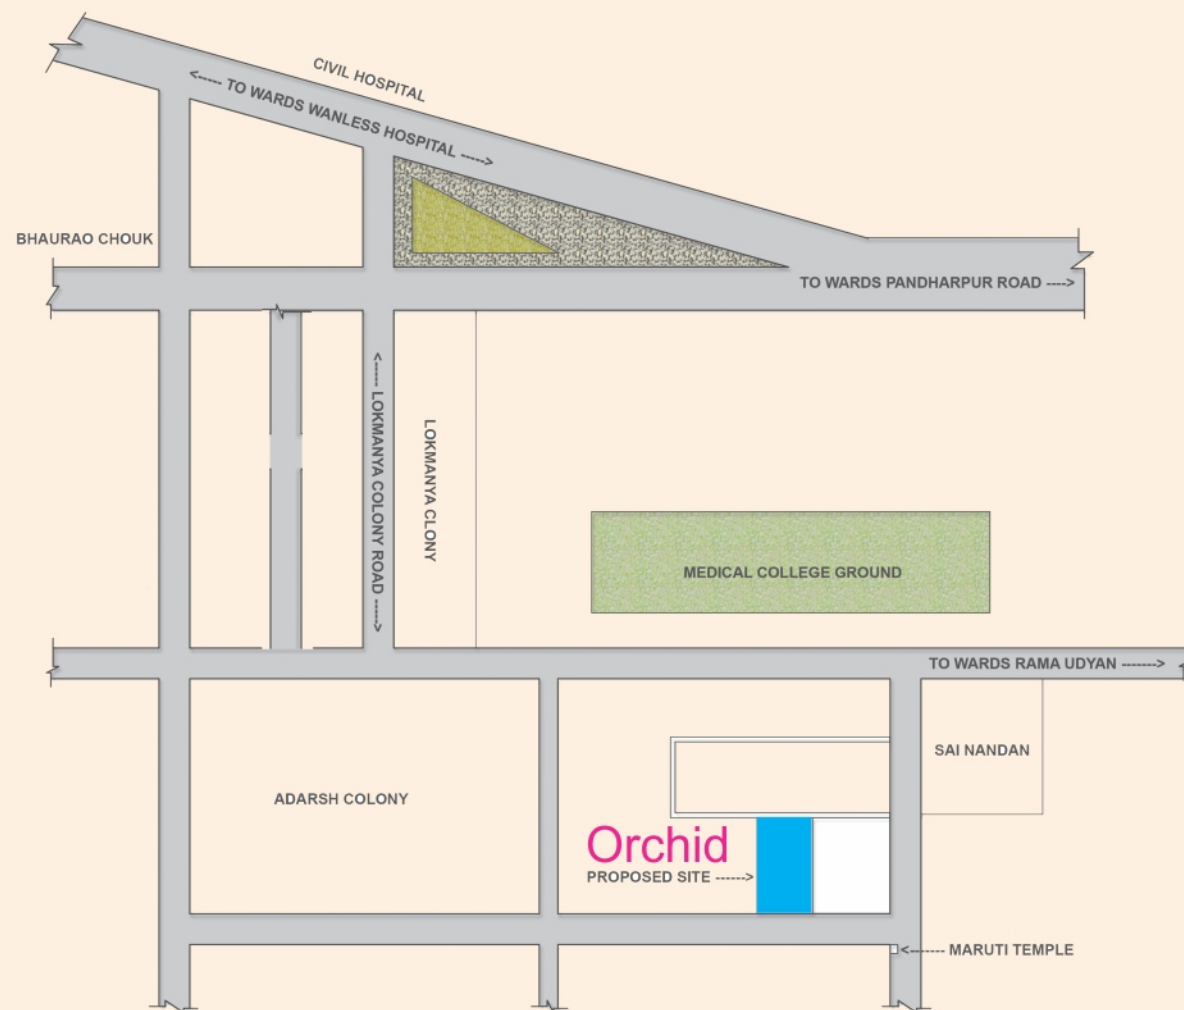 CIVIL HOSPITAL
<----- TO WARDS WANLESS HOSPITAL ----->
BHAURAO CHOUK
TO WARDS PANDHARPUR ROAD ---->
<----- LOKMANYA COLONY ROAD ----->
LOKMANYA CLONY
MEDICAL COLLEGE GROUND
TO WARDS RAMA UDYAN ------->
SAI NANDAN
ADARSH COLONY
Orchid
PROPOSED SITE ------>
<------- MARUTI TEMPLE